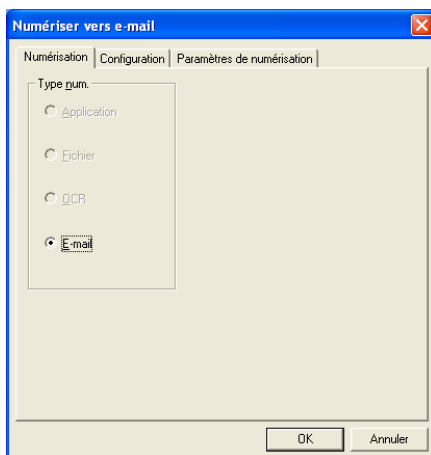 Numériser vers e-mail
Numérisation Configuration Paramètres de numérisation
Type num.
Application
Fichier
OCR
E-mail
OK Annuler